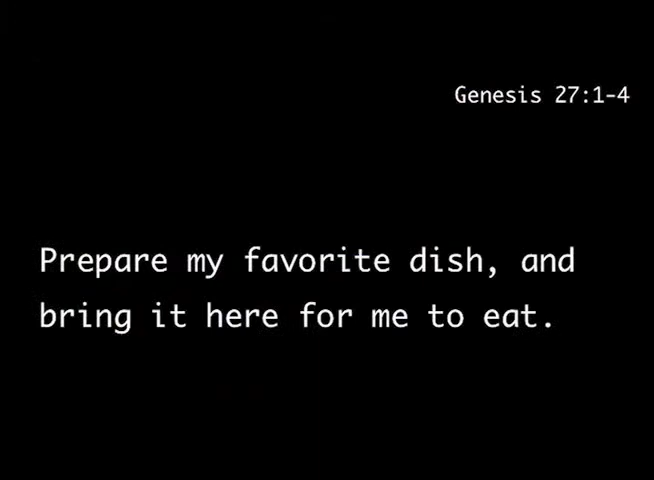 Genesis 27:1-4
Prepare my favorite dish, and
bring it here for me to eat.